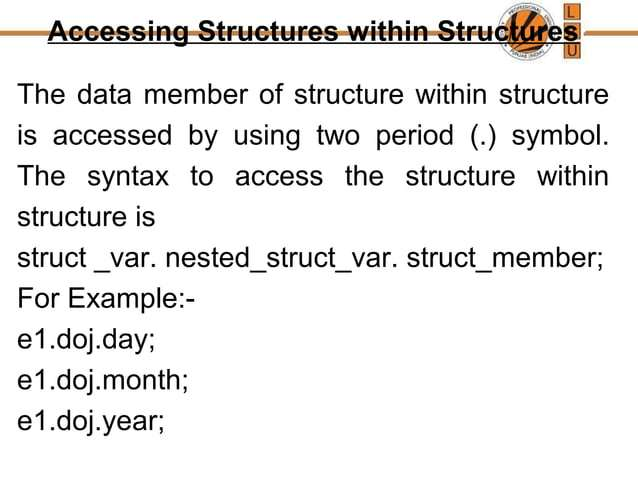 Accessing Structures within Structures
L
P
U
The data member of structure within structure
is accessed by using two period (.) symbol.
The syntax to access the structure within
structure is
struct _var. nested_struct_var. struct_member;
For Example:-
e1.doj.day;
e1.doj.month;
e1.doj.year;